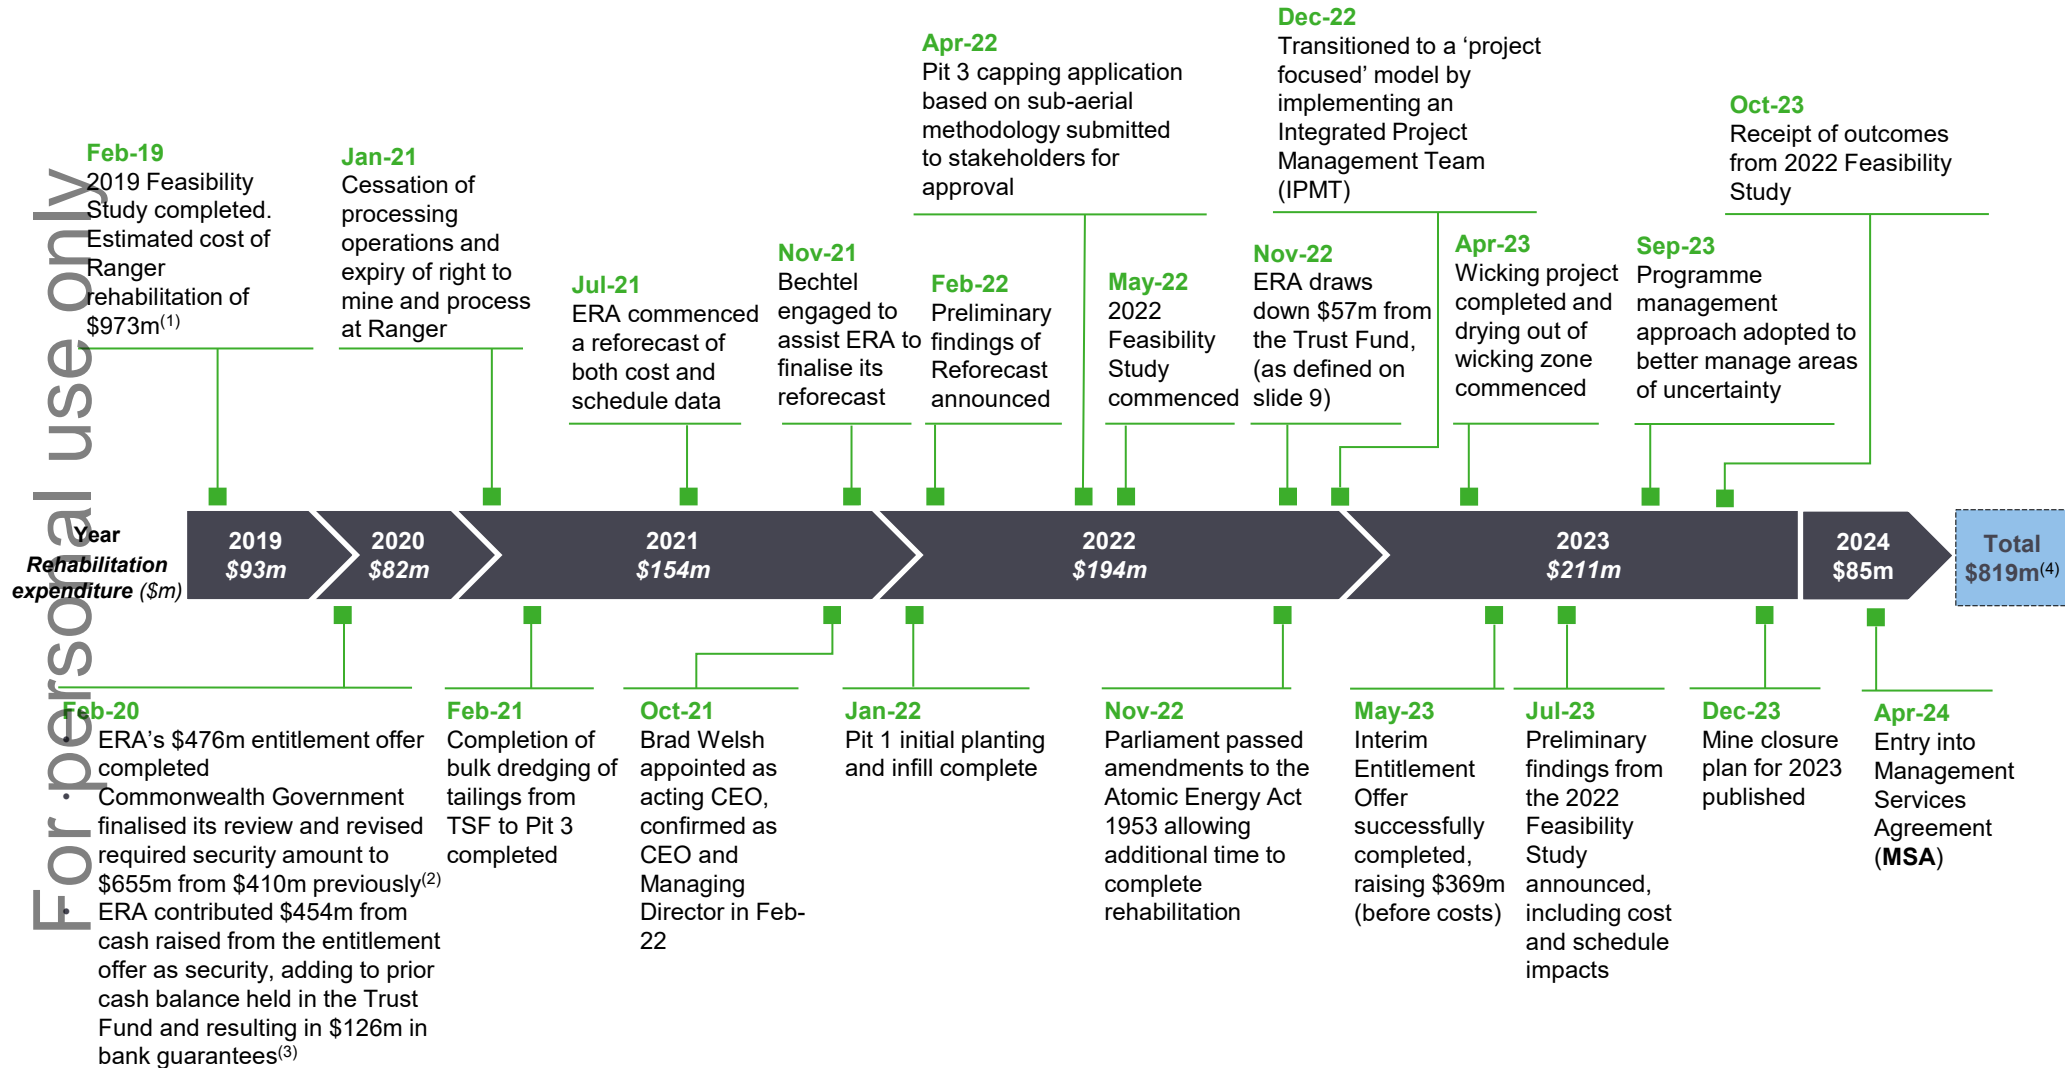 For personal use only
Feb-19
2019 Feasibility
Study completed.
Estimated cost of
Ranger
rehabilitation of
$973m(1)
Jan-21
Cessation of
processing
operations and
expiry of right to
mine and process
at Ranger
Jul-21
ERA commenced
a reforecast of
both cost and
schedule data
Nov-21
Bechtel
engaged to
assist ERA to
finalise its
reforecast
Feb-22
Preliminary
findings of
Reforecast
announced
Apr-22
Pit 3 capping application
based on sub-aerial
methodology submitted
to stakeholders for
approval
May-22
2022
Feasibility
Study
commenced
Nov-22
ERA draws
down $57m from
the Trust Fund,
(as defined on
slide 9)
Dec-22
Transitioned to a ‘project
focused’ model by
implementing an
Integrated Project
Management Team
(IPMT)
Apr-23
Wicking project
completed and
drying out of
wicking zone
commenced
Sep-23
Programme
management
approach adopted to
better manage areas
of uncertainty
Oct-23
Receipt of outcomes
from 2022 Feasibility
Study
Year
Rehabilitation
expenditure ($m)
2019
$93m
2020
$82m
2021
$154m
2022
$194m
2023
$211m
2024
$85m
Total
$819m(4)
Feb-20
• ERA’s $476m entitlement offer
completed
• Commonwealth Government
finalised its review and revised
required security amount to
$655m from $410m previously(2)
• ERA contributed $454m from
cash raised from the entitlement
offer as security, adding to prior
cash balance held in the Trust
Fund and resulting in $126m in
bank guarantees(3)
Feb-21
Completion of
bulk dredging of
tailings from
TSF to Pit 3
completed
Oct-21
Brad Welsh
appointed as
acting CEO,
confirmed as
CEO and
Managing
Director in Feb-
22
Jan-22
Pit 1 initial planting
and infill complete
Nov-22
Parliament passed
amendments to the
Atomic Energy Act
1953 allowing
additional time to
complete
rehabilitation
May-23
Interim
Entitlement
Offer
successfully
completed,
raising $369m
(before costs)
Jul-23
Preliminary
findings from
the 2022
Feasibility
Study
announced,
including cost
and schedule
impacts
Dec-23
Mine closure
plan for 2023
published
Apr-24
Entry into
Management
Services
Agreement
(MSA)